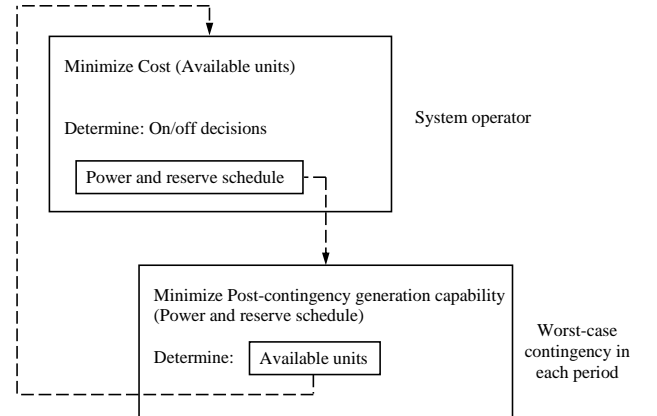 Minimize Cost (Available units)
Determine: On/off decisions
System operator
Power and reserve schedule
Minimize Post-contingency generation capability
(Power and reserve schedule)
Determine: Available units
Worst-case
contingency in
each period